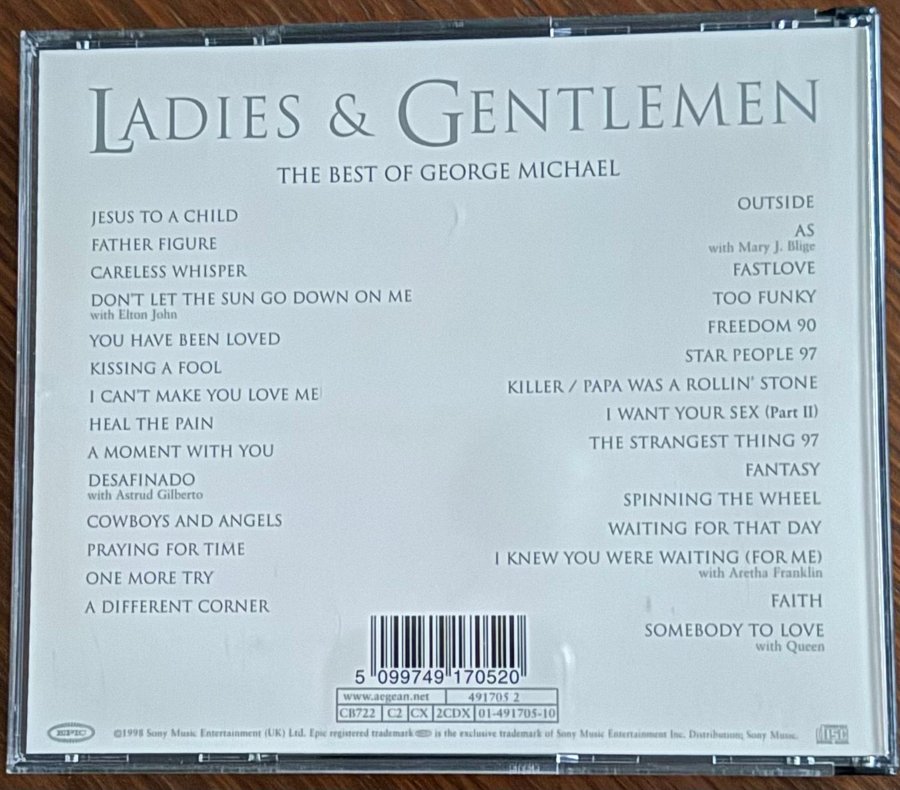 LADIES & GENTLEMEN
THE BEST OF GEORGE MICHAEL
JESUS TO A CHILD
FATHER FIGURE
CARELESS WHISPER
DON'T LET THE SUN GO DOWN ON ME
with Elton John
YOU HAVE BEEN LOVED
KISSING A FOOL
I CAN'T MAKE YOU LOVE ME
HEAL THE PAIN
A MOMENT WITH YOU
DESAFINADO
with Astrud Gilberto
COWBOYS AND ANGELS
PRAYING FOR TIME
ONE MORE TRY
A DIFFERENT CORNER
OUTSIDE
AS
with Mary J. Blige
FASTLOVE
TOO FUNKY
FREEDOM 90
STAR PEOPLE 97
KILLER / PAPA WAS A ROLLIN' STONE
I WANT YOUR SEX (Part II)
THE STRANGEST THING 97
FANTASY
SPINNING THE WHEEL
WAITING FOR THAT DAY
I KNEW YOU WERE WAITING (FOR ME)
with Aretha Franklin
FAITH
SOMEBODY TO LOVE
with Queen
5 099749 170520
www.aegean.net 491705 2
CB722 C2 CX 2CDX 01-491705-10
EPIC ©1998 Sony Music Entertainment (UK) Ltd. Epic registered trademark is the exclusive trademark of Sony Music Entertainment Inc. Distribution; Sony Music. DISC